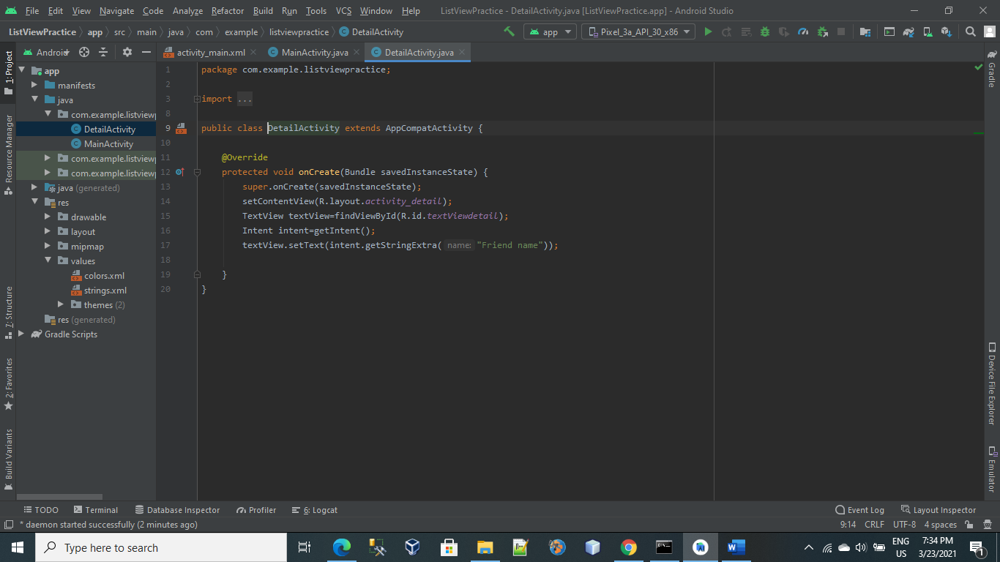 File Edit View Navigate Code Analyze Refactor Build Run Tools VCS Window Help ListViewPractice - DetailActivity.java [ListViewPractice.app] - Android Studio
ListViewPractice app src main java com example listviewpractice DetailActivity app Pixel_3a_API_30_x86
Android activity_main.xml MainActivity.java DetailActivity.java
1: Project
Resource Manager
7: Structure
2: Favorites
Build Variants
app
manifests
java
com.example.listviewp
DetailActivity
MainActivity
com.example.listviewp
com.example.listviewp
java (generated)
res
drawable
layout
mipmap
values
colors.xml
strings.xml
themes (2)
res (generated)
Gradle Scripts
1 package com.example.listviewpractice;
2
3 import ...
8
9 public class DetailActivity extends AppCompatActivity {
10
11 @Override
12 protected void onCreate(Bundle savedInstanceState) {
13 super.onCreate(savedInstanceState);
14 setContentView(R.layout.activity_detail);
15 TextView textView=findViewById(R.id.textViewdetail);
16 Intent intent=getIntent();
17 textView.setText(intent.getStringExtra( name: "Friend name"));
18
19 }
20 }
Gradle
Device File Explorer
Emulator
TODO Terminal Database Inspector Profiler 6: Logcat Event Log Layout Inspector
* daemon started successfully (2 minutes ago) 9:14 CRLF UTF-8 4 spaces
Type here to search
ENG
US
7:34 PM
3/23/2021
1